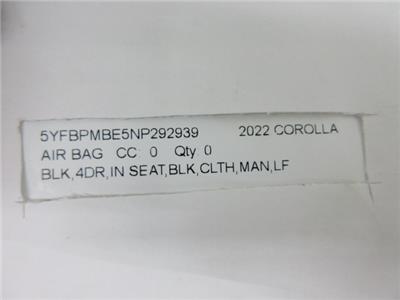 5YFBPMBE5NP292939 2022 COROLLA
AIR BAG CC 0 Qty 0
BLK,4DR,IN SEAT,BLK,CLTH,MAN,LF